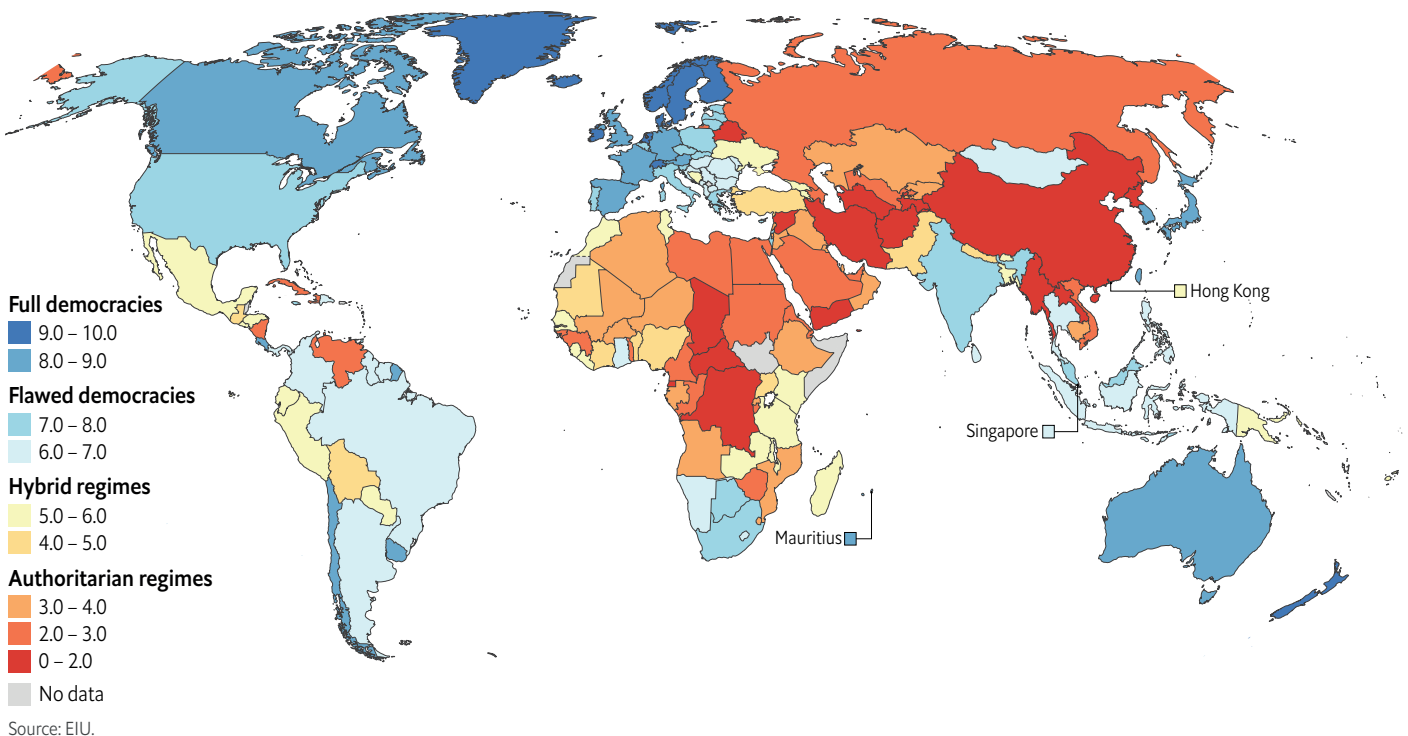 Full democracies
9.0 – 10.0
8.0 – 9.0
Flawed democracies
7.0 – 8.0
6.0 – 7.0
Hybrid regimes
5.0 – 6.0
4.0 – 5.0
Authoritarian regimes
3.0 – 4.0
2.0 – 3.0
0 – 2.0
No data
Source: EIU.
Hong Kong
Singapore
Mauritius